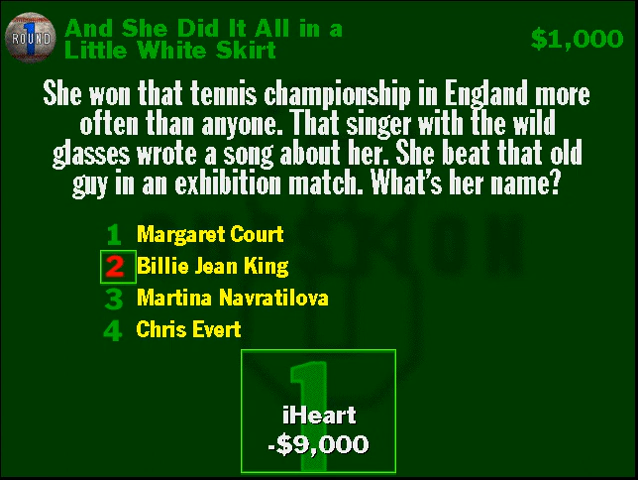 1
ROUND
And She Did It All in a
Little White Skirt
$1,000
She won that tennis championship in England more
often than anyone. That singer with the wild
glasses wrote a song about her. She beat that old
guy in an exhibition match. What's her name?
1 Margaret Court
2 Billie Jean King
3 Martina Navratilova
4 Chris Evert
1
iHeart
-$9,000